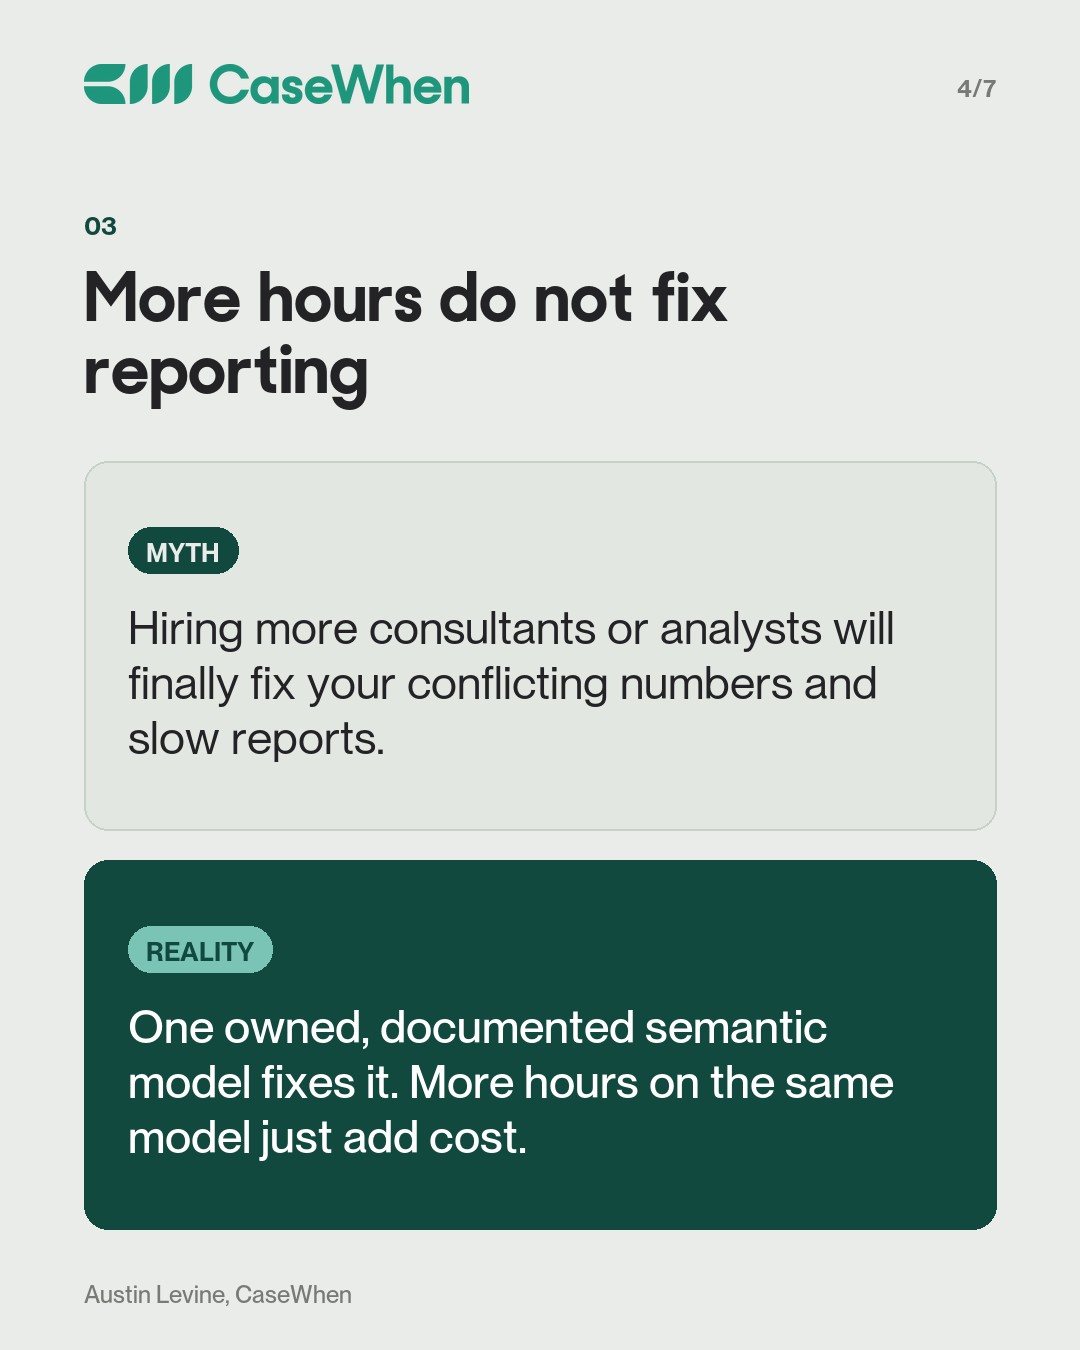 CaseWhen
4/7
03
More hours do not fix
reporting
MYTH
Hiring more consultants or analysts will
finally fix your conflicting numbers and
slow reports.
REALITY
One owned, documented semantic
model fixes it. More hours on the same
model just add cost.
Austin Levine, CaseWhen